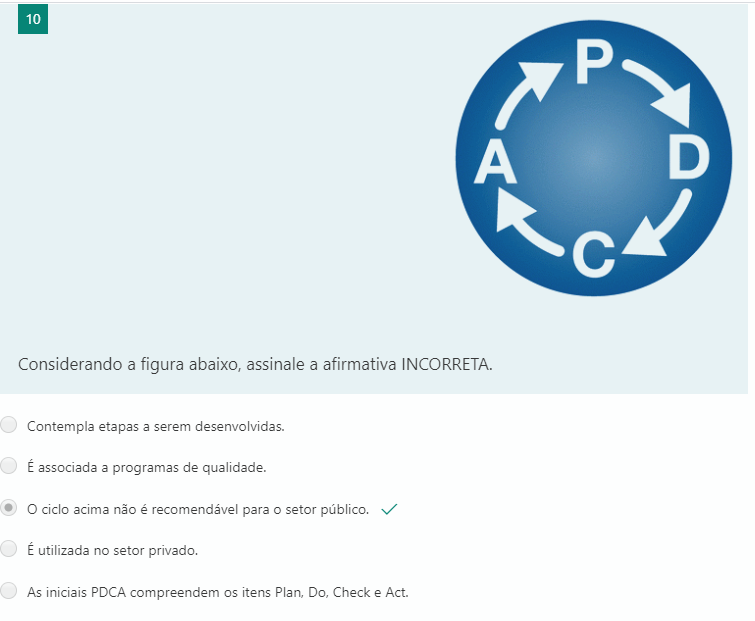 10
P
A
D
C
Considerando a figura abaixo, assinale a afirmativa INCORRETA.
Contempla etapas a serem desenvolvidas.
É associada a programas de qualidade.
O ciclo acima não é recomendável para o setor público.
É utilizada no setor privado.
As iniciais PDCA compreendem os itens Plan, Do, Check e Act.